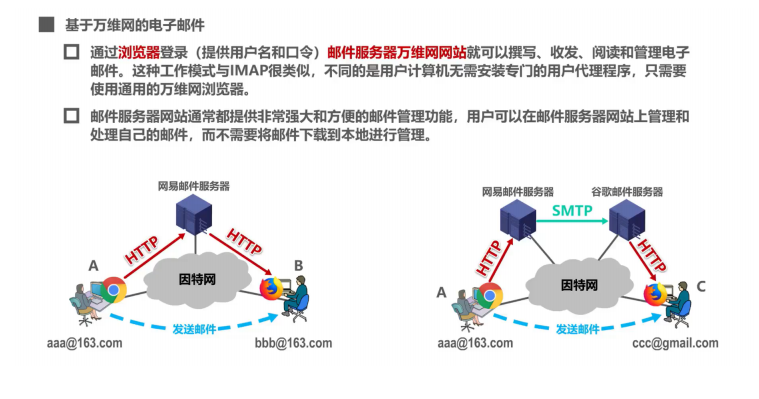 基于万维网的电子邮件
通过浏览器登录（提供用户名和口令）邮件服务器万维网网站就可以撰写、收发、阅读和管理电子
邮件。这种工作模式与IMAP很类似，不同的是用户计算机无需安装专门的用户代理程序，只需要
使用通用的万维网浏览器。
邮件服务器网站通常都提供非常强大和方便的邮件管理功能，用户可以在邮件服务器网站上管理和
处理自己的邮件，而不需要将邮件下载到本地进行管理。
网易邮件服务器
HTTP
HTTP
A
B
因特网
发送邮件
aaa@163.com
bbb@163.com
网易邮件服务器
谷歌邮件服务器
SMTP
HTTP
HTTP
A
C
因特网
发送邮件
aaa@163.com
ccc@gmail.com